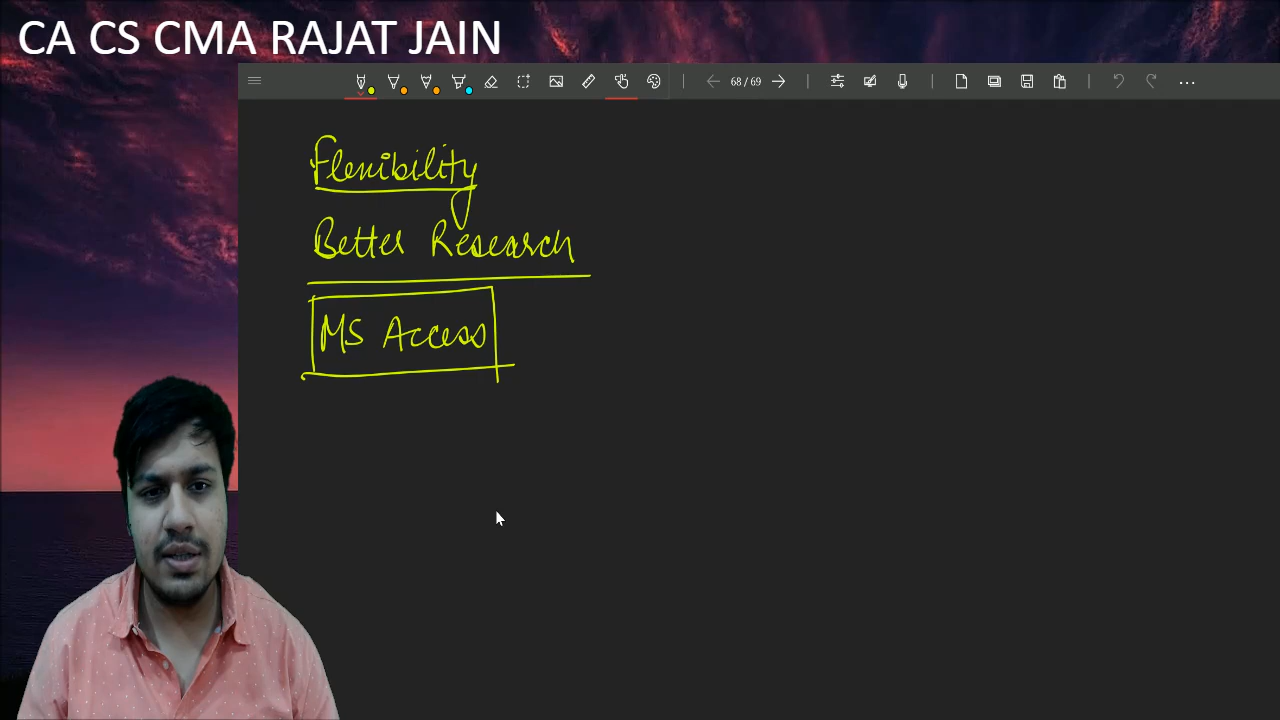 CA CS CMA RAJAT JAIN
68 / 69
Flexibility
Better Research
MS Access